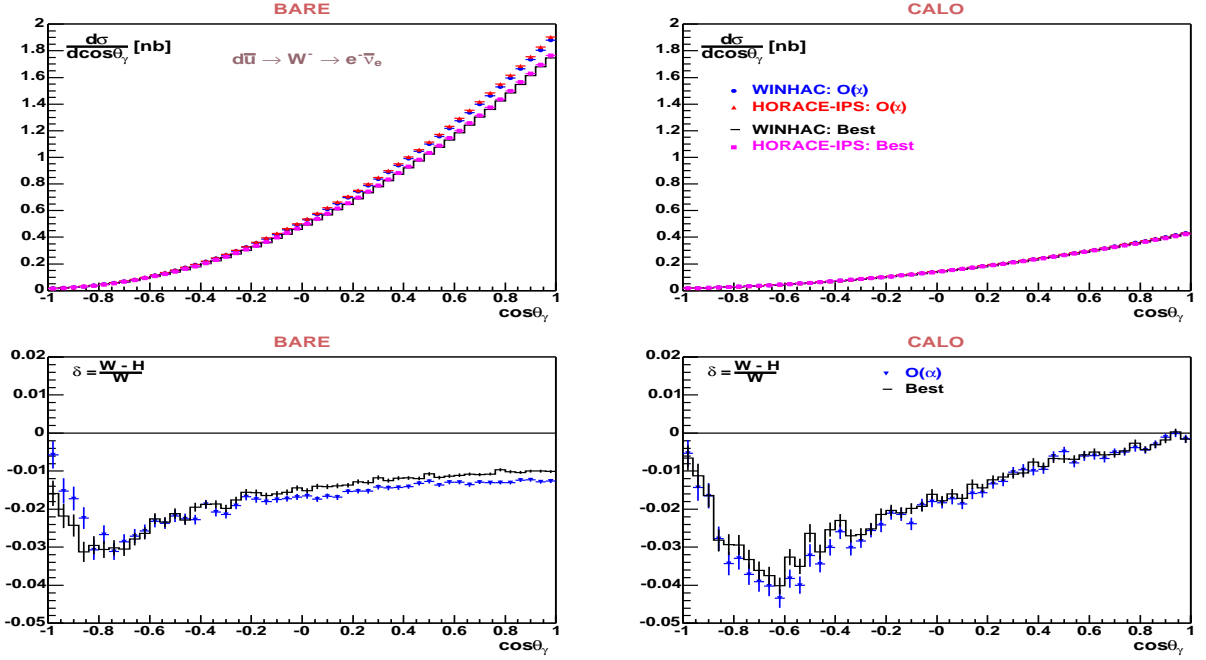 BARE
2
1.8
1.6
1.4
1.2
1
0.8
0.6
0.4
0.2
0
dσ/dcosθγ [nb]
du̅ → W⁻ → e⁻ν̅e
-1 -0.8 -0.6 -0.4 -0.2 -0 0.2 0.4 0.6 0.8 1
cosθγ
CALO
2
1.8
1.6
1.4
1.2
1
0.8
0.6
0.4
0.2
0
dσ/dcosθγ [nb]
WINHAC: O(α)
HORACE-IPS: O(α)
WINHAC: Best
HORACE-IPS: Best
-1 -0.8 -0.6 -0.4 -0.2 -0 0.2 0.4 0.6 0.8 1
cosθγ
BARE
0.02
0.01
0
-0.01
-0.02
-0.03
-0.04
-0.05
δ = W - H/W
-1 -0.8 -0.6 -0.4 -0.2 -0 0.2 0.4 0.6 0.8 1
cosθγ
CALO
0.02
0.01
0
-0.01
-0.02
-0.03
-0.04
-0.05
δ = W - H/W
O(α)
Best
-1 -0.8 -0.6 -0.4 -0.2 -0 0.2 0.4 0.6 0.8 1
cosθγ